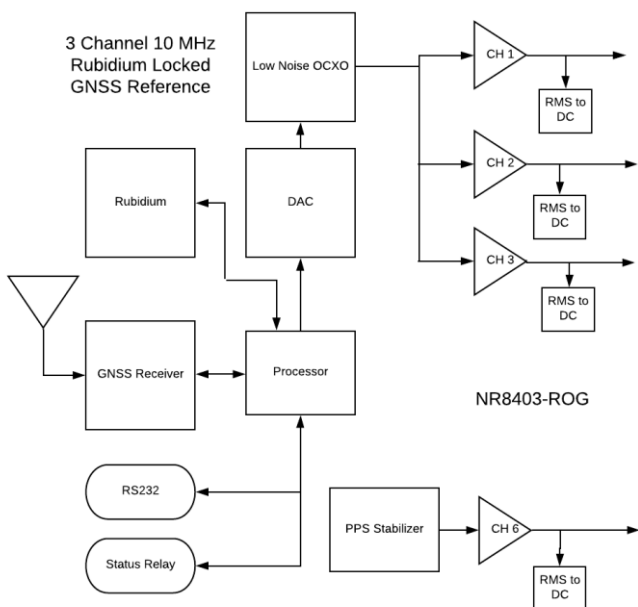 3 Channel 10 MHz
Rubidium Locked
GNSS Reference
Low Noise OCXO
CH 1
RMS to
DC
Rubidium
DAC
CH 2
RMS to
DC
CH 3
RMS to
DC
GNSS Receiver
Processor
NR8403-ROG
RS232
PPS Stabilizer
CH 6
Status Relay
RMS to
DC